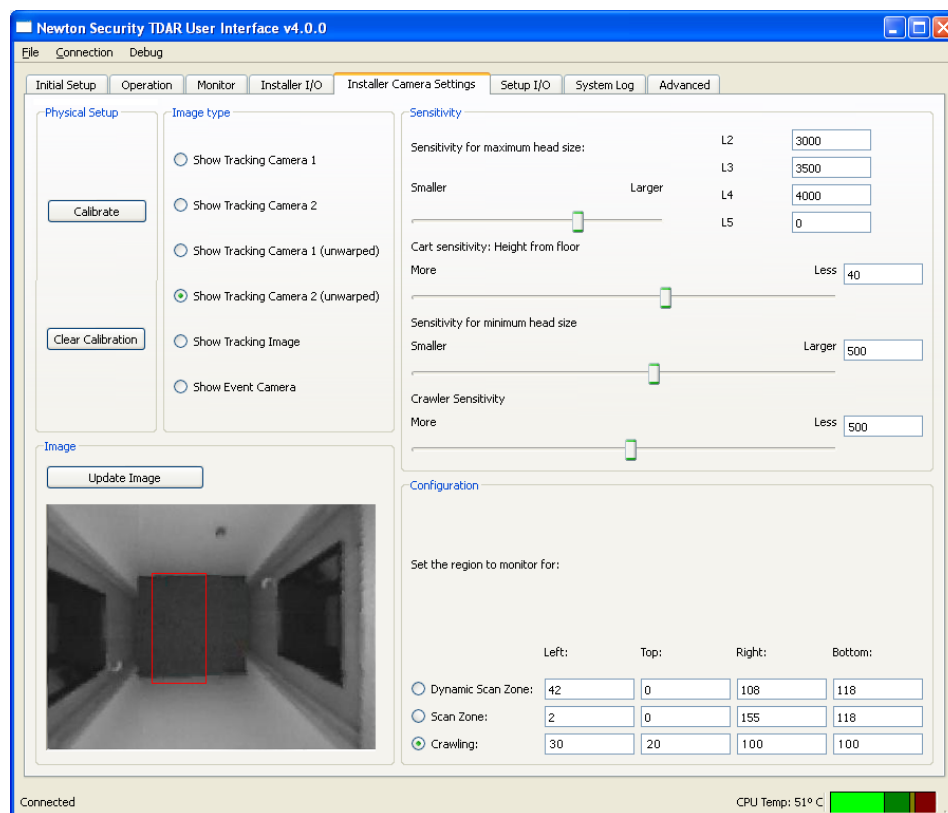 Newton Security TDAR User Interface v4.0.0
File Connection Debug
Initial Setup Operation Monitor Installer I/O Installer Camera Settings Setup I/O System Log Advanced
Physical Setup
Calibrate
Clear Calibration
Image type
Show Tracking Camera 1
Show Tracking Camera 2
Show Tracking Camera 1 (unwarped)
Show Tracking Camera 2 (unwarped)
Show Tracking Image
Show Event Camera
Sensitivity
Sensitivity for maximum head size:
Smaller Larger
L2 3000
L3 3500
L4 4000
L5 0
Cart sensitivity: Height from floor
More Less 40
Sensitivity for minimum head size
Smaller Larger 500
Crawler Sensitivity
More Less 500
Image
Update Image
Configuration
Set the region to monitor for:
Left: Top: Right: Bottom:
Dynamic Scan Zone: 42 0 108 118
Scan Zone: 2 0 155 118
Crawling: 30 20 100 100
Connected
CPU Temp: 51º C